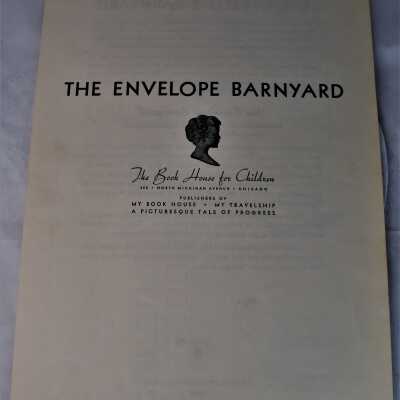 THE ENVELOPE BARNYARD
The Book House for Children
NORTH MICHIGAN AVENUE • CHICAGO
PUBLISHERS OF
MY BOOK HOUSE • MY TRAVELSHIP
A PICTURESQUE TALE OF PROGRESS